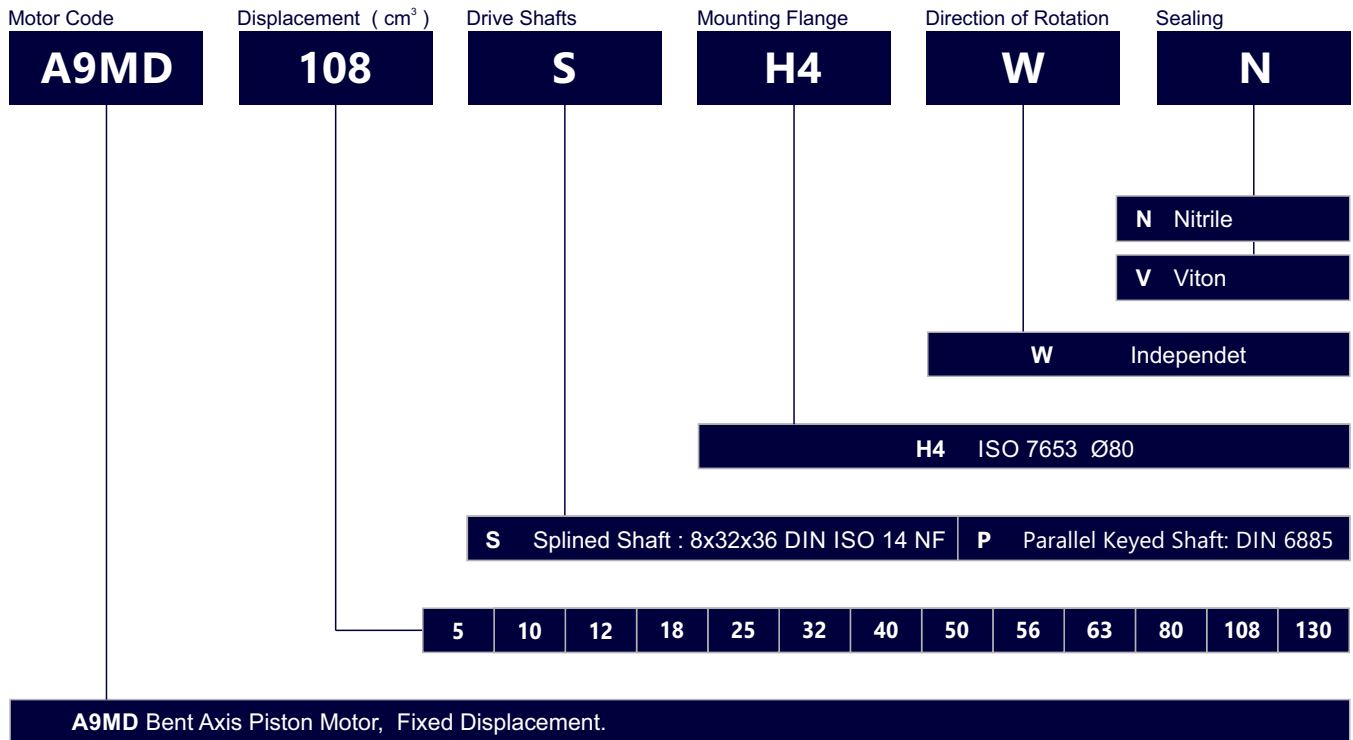 Motor Code Displacement ( cm³ ) Drive Shafts Mounting Flange Direction of Rotation Sealing
A9MD 108 S H4 W N
N Nitrile
V Viton
W Independet
H4 ISO 7653 Ø80
S Splined Shaft : 8x32x36 DIN ISO 14 NF P Parallel Keyed Shaft: DIN 6885
5 10 12 18 25 32 40 50 56 63 80 108 130
A9MD Bent Axis Piston Motor, Fixed Displacement.